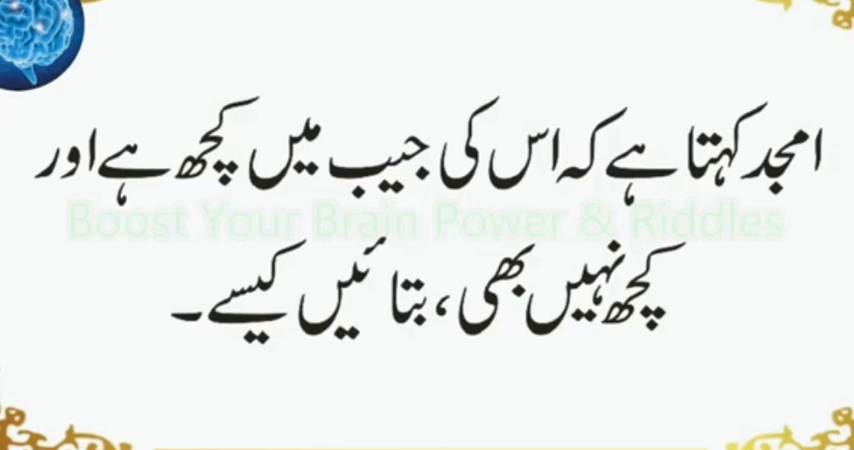 امجد کہتا ہے کہ اس کی جیب میں کچھ ہے اور
Boost Your Brain Power & Riddles
کچھ نہیں بھی، بتائیں کیسے۔